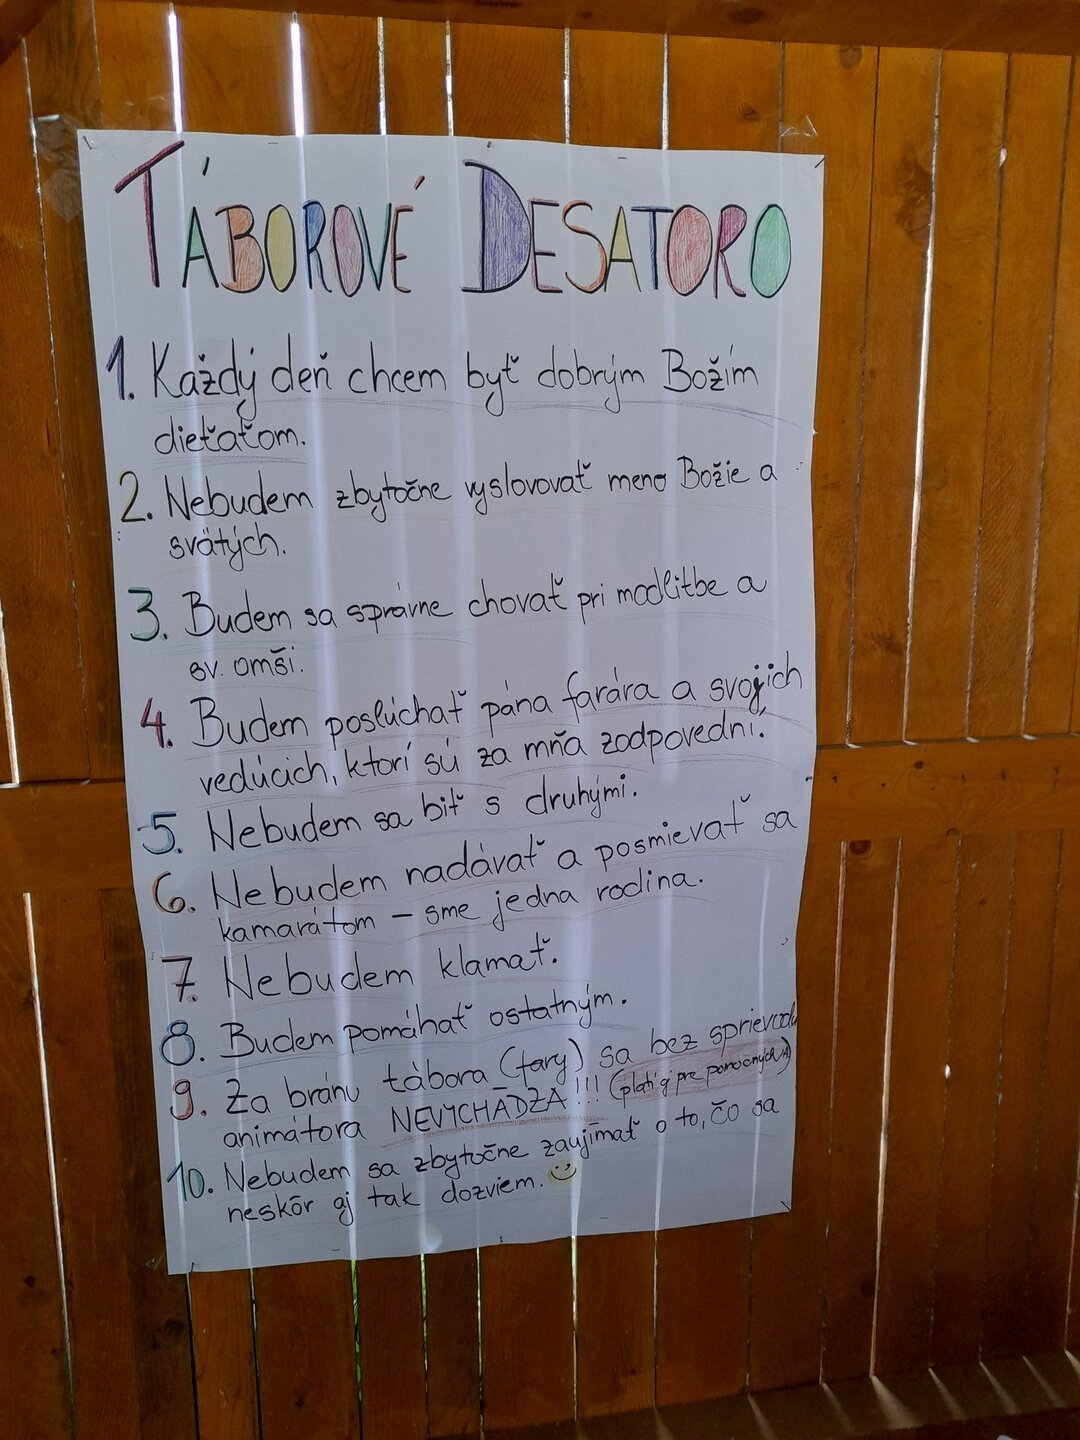 TÁBOROVÉ DESATORO
1. Každý deň chcem byť dobrým Božím
dieťaťom.
2. Nebudem zbytočne vyslovovať meno Božie a
svätých.
3. Budem sa správne chovať pri modlitbe a
sv. omši.
4. Budem poslúchať pána farára a svojich
vedúcich, ktorí sú za mňa zodpovední.
5. Nebudem sa biť s druhými.
6. Nebudem nadávať a posmievať sa
kamarátom - sme jedna rodina.
7. Nebudem klamať.
8. Budem pomáhať ostatným.
9. Za bránu tábora (fary) sa bez sprievodu
animátora NEVYCHÁDZA!!! (platí aj pre pomocných A)
10. Nebudem sa zbytočne zaujímať o to, čo sa
neskôr aj tak dozviem. 🙂